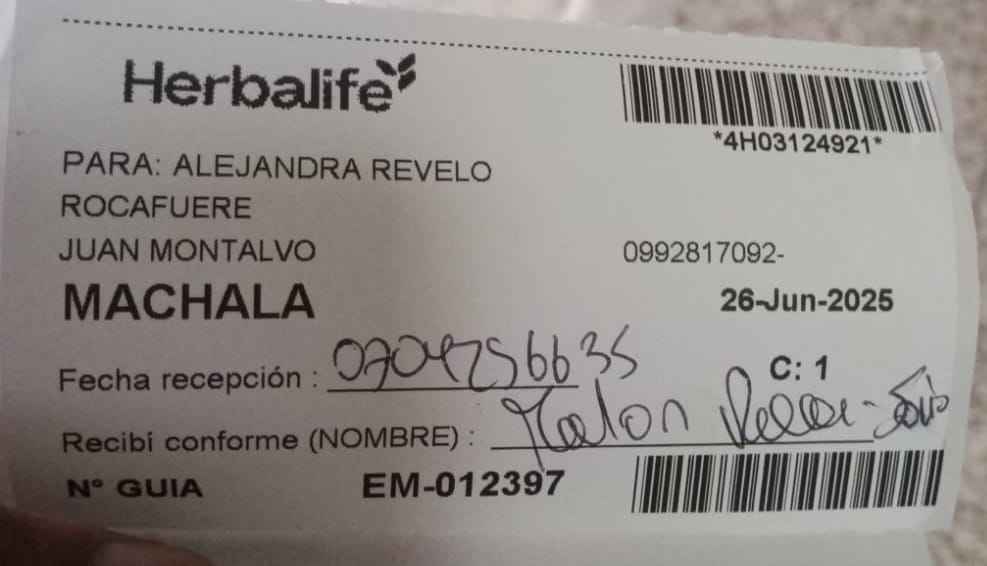 Herbalife
*4H03124921*
PARA: ALEJANDRA REVELO
ROCAFUERE
JUAN MONTALVO 0992817092-
MACHALA 26-Jun-2025
Fecha recepción : 0704256635 C: 1
Recibi conforme (NOMBRE) :
N° GUIA EM-012397